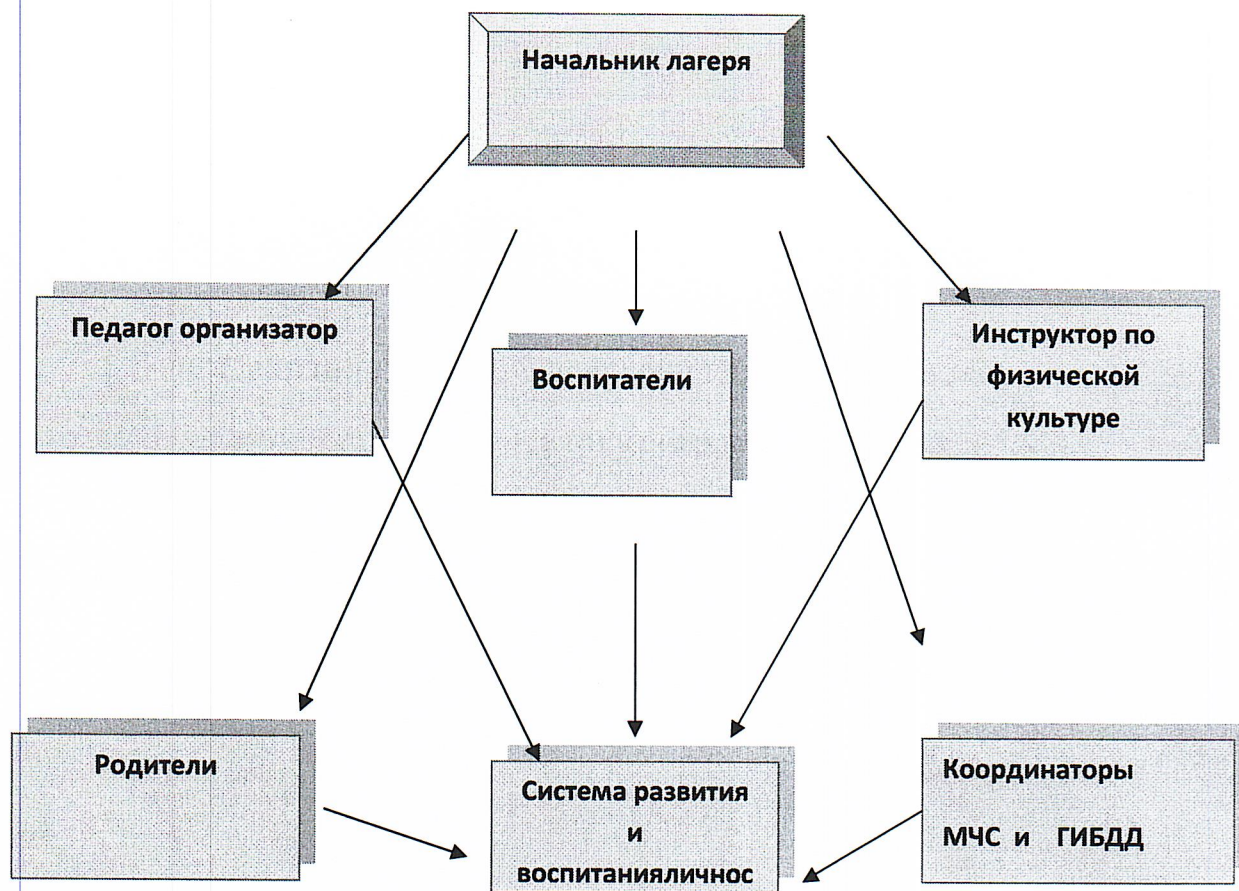 Начальник лагеря
Педагог организатор
Воспитатели
Инструктор по
физической
культуре
Родители
Система развития
и
воспитанияличнос
Координаторы
МЧС и ГИБДД